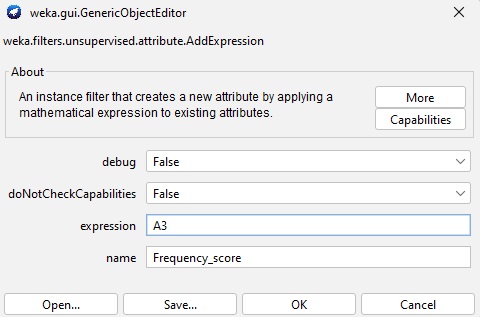 weka.gui.GenericObjectEditor
weka.filters.unsupervised.attribute.AddExpression
About
An instance filter that creates a new attribute by applying a
mathematical expression to existing attributes.
More
Capabilities
debug False
doNotCheckCapabilities False
expression A3
name Frequency_score
Open... Save... OK Cancel